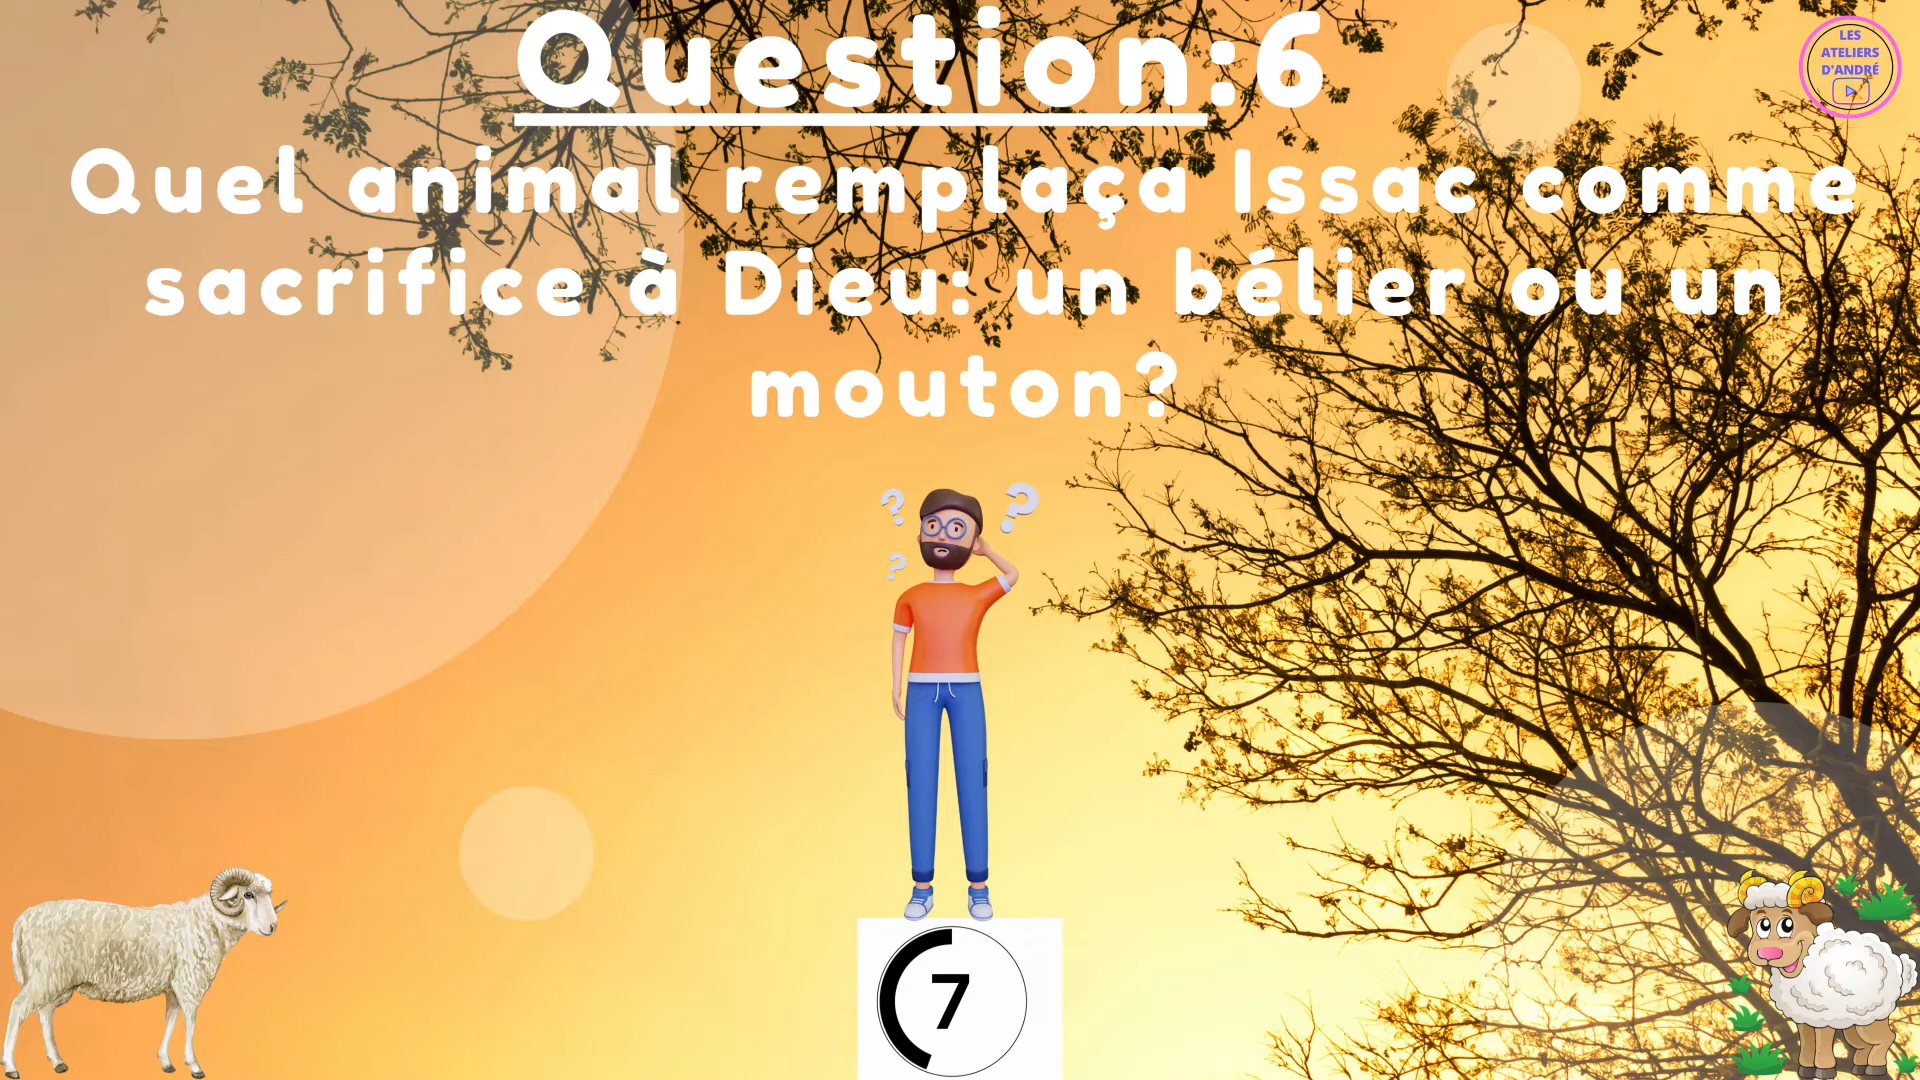 Question:6
LES
ATELIERS
D'ANDRÉ
Quel animal remplaça Issac comme
sacrifice à Dieu: un bélier ou un
mouton?
? ?
?
7